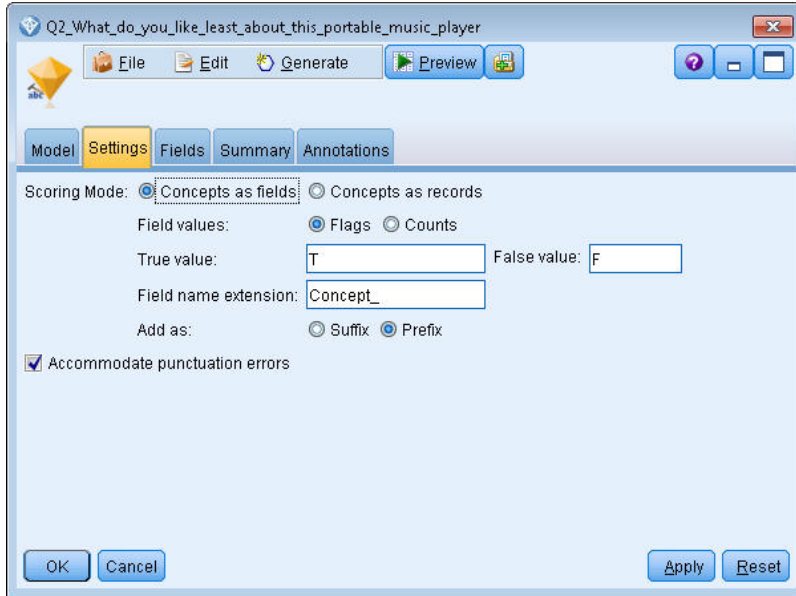 Q2_What_do_you_like_least_about_this_portable_music_player
File Edit Generate Preview
abc
Model Settings Fields Summary Annotations
Scoring Mode: Concepts as fields Concepts as records
Field values: Flags Counts
True value: T False value: F
Field name extension: Concept_
Add as: Suffix Prefix
Accommodate punctuation errors
OK Cancel Apply Reset